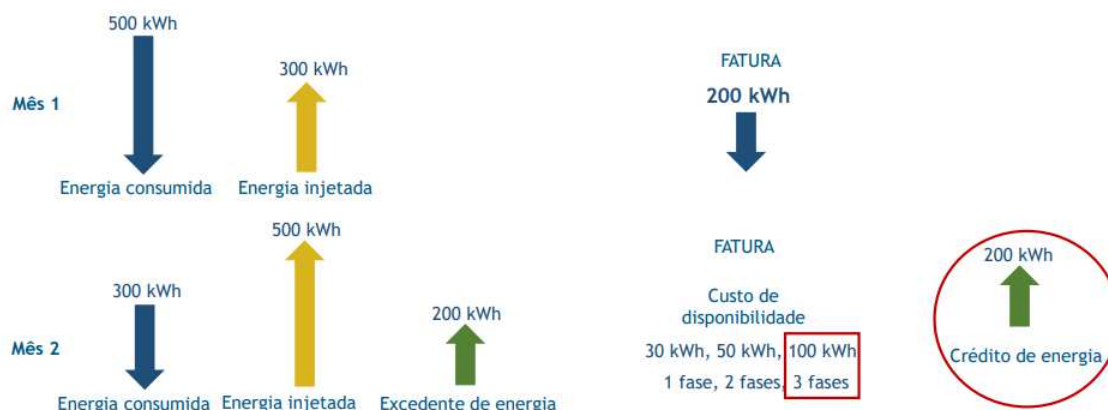 500 kWh
300 kWh
FATURA
200 kWh
Mês 1
Energia consumida
Energia injetada
500 kWh
FATURA
200 kWh
300 kWh
200 kWh
Custo de
disponibilidade
Mês 2
30 kWh, 50 kWh, 100 kWh
Crédito de energia
1 fase, 2 fases, 3 fases
Energia consumida
Energia injetada
Excedente de energia